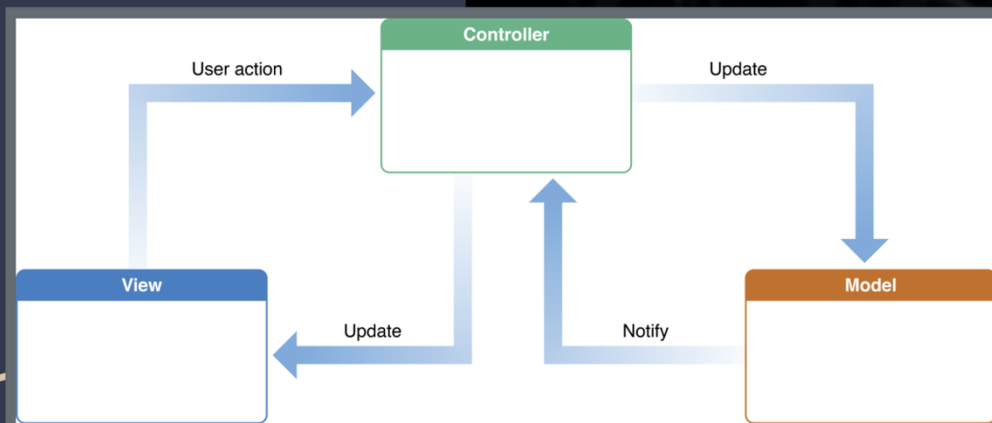 Controller
User action
Update
View
Model
Update
Notify